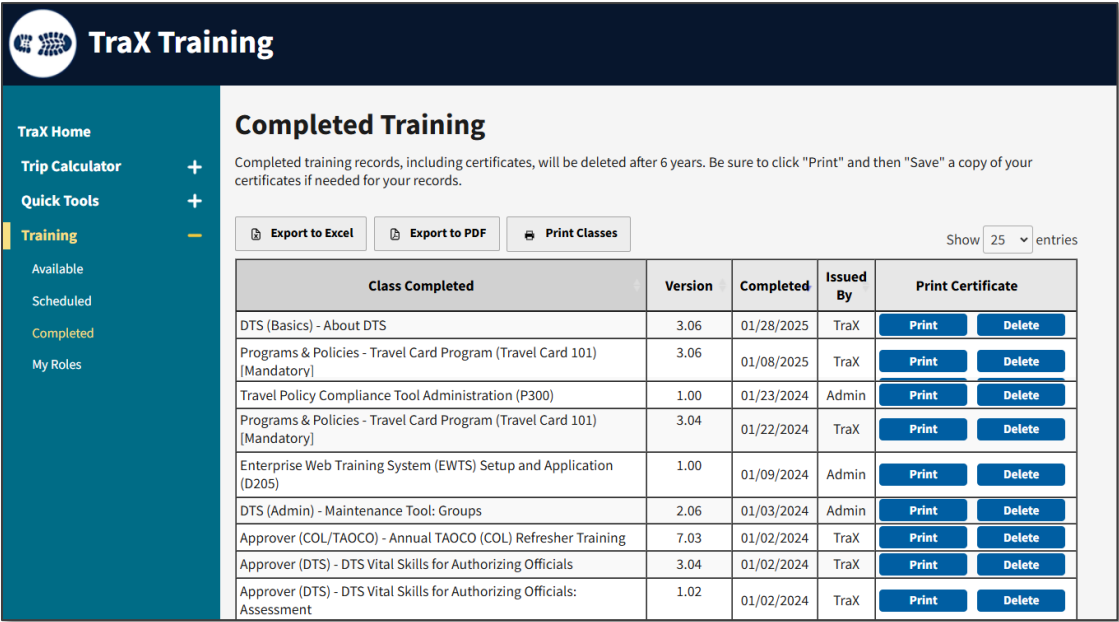 TraX Training
TraX Home
Trip Calculator
Quick Tools
Training
Available
Scheduled
Completed
My Roles
Completed Training
Completed training records, including certificates, will be deleted after 6 years. Be sure to click "Print" and then "Save" a copy of your
certificates if needed for your records.
Export to Excel Export to PDF Print Classes
Show 25 entries
Class Completed Version Completed Issued By Print Certificate
DTS (Basics) - About DTS 3.06 01/28/2025 TraX Print Delete
Programs & Policies - Travel Card Program (Travel Card 101) 3.06 01/08/2025 TraX Print Delete
[Mandatory]
Travel Policy Compliance Tool Administration (P300) 1.00 01/23/2024 Admin Print Delete
Programs & Policies - Travel Card Program (Travel Card 101) 3.04 01/22/2024 TraX Print Delete
[Mandatory]
Enterprise Web Training System (EWTS) Setup and Application 1.00 01/09/2024 Admin Print Delete
(D205)
DTS (Admin) - Maintenance Tool: Groups 2.06 01/03/2024 Admin Print Delete
Approver (COL/TAOCO) - Annual TAOCO (COL) Refresher Training 7.03 01/02/2024 TraX Print Delete
Approver (DTS) - DTS Vital Skills for Authorizing Officials 3.04 01/02/2024 TraX Print Delete
Approver (DTS) - DTS Vital Skills for Authorizing Officials: 1.02 01/02/2024 TraX Print Delete
Assessment